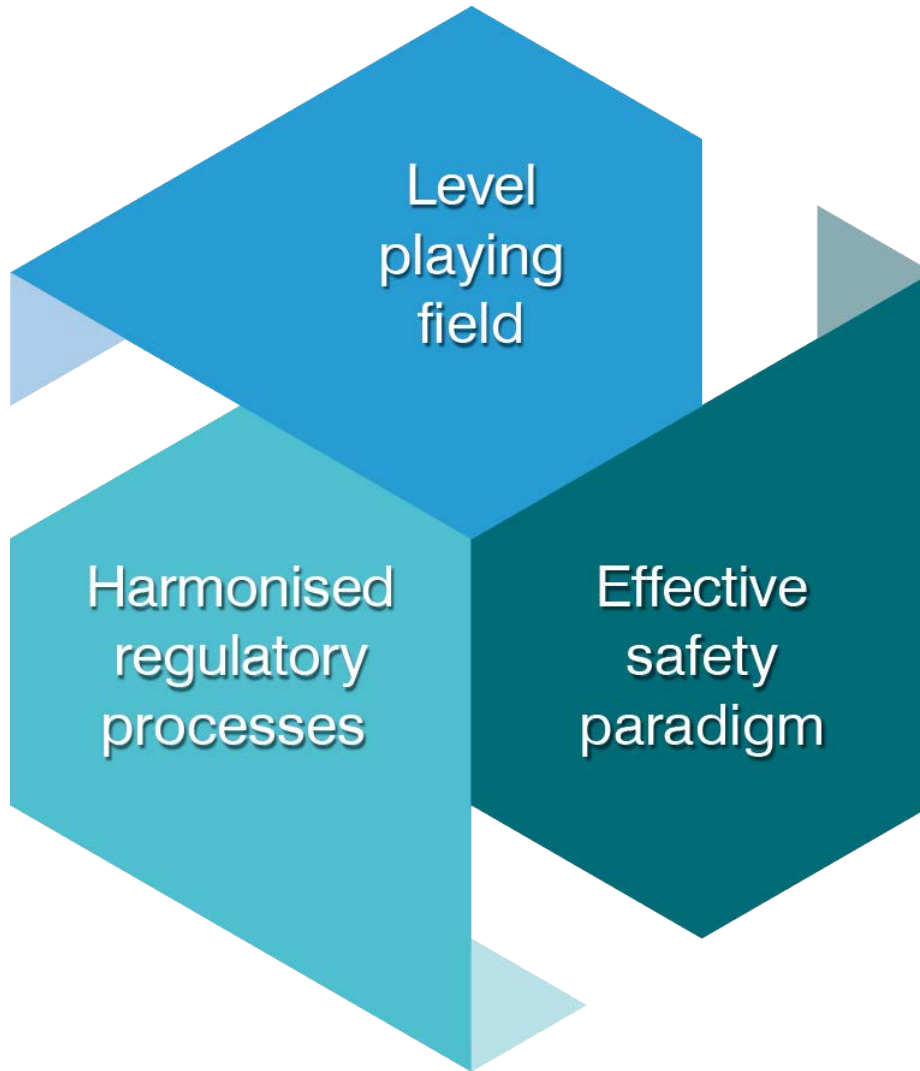 Level
playing
field
Harmonised
regulatory
processes
Effective
safety
paradigm